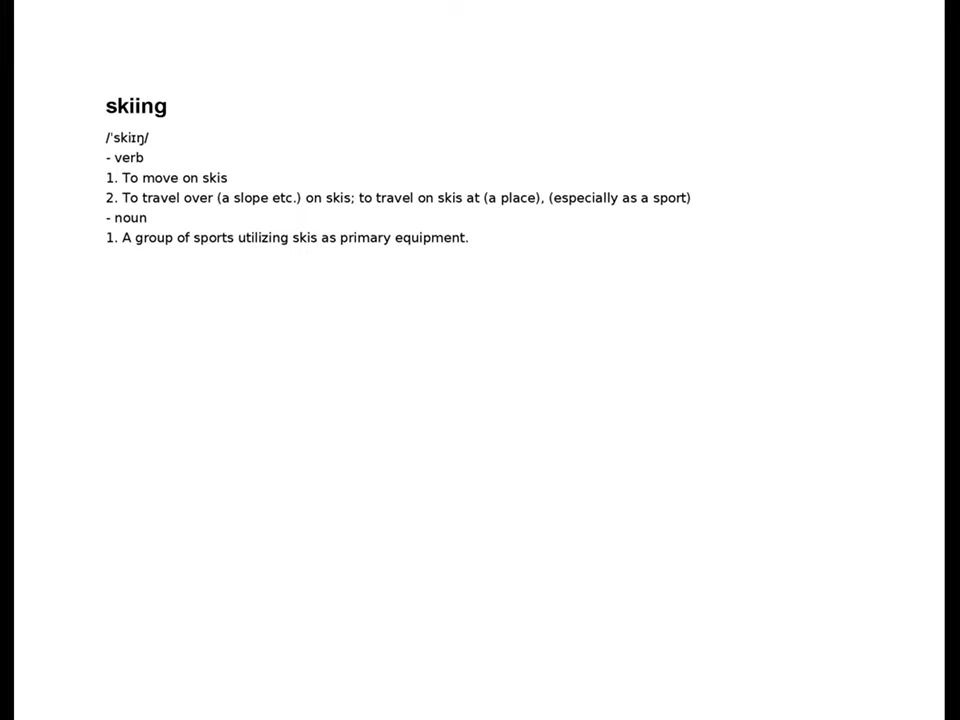 skiing
/ˈskiɪŋ/
- verb
1. To move on skis
2. To travel over (a slope etc.) on skis; to travel on skis at (a place), (especially as a sport)
- noun
1. A group of sports utilizing skis as primary equipment.